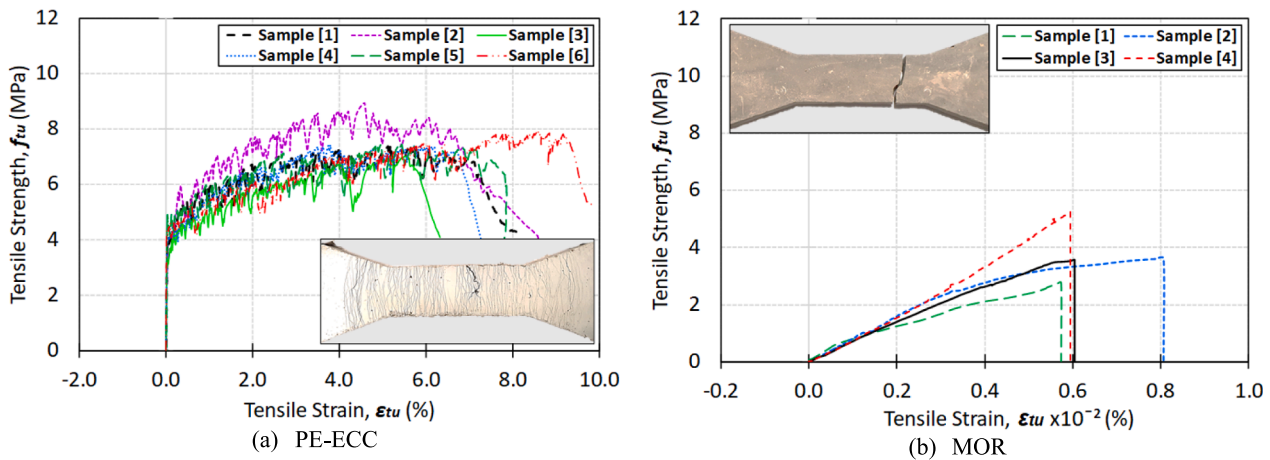 12
10
8
6
4
2
0
Tensile Strength, ftu (MPa)
Sample [1] Sample [2] Sample [3]
Sample [4] Sample [5] Sample [6]
-2.0 0.0 2.0 4.0 6.0 8.0 10.0
Tensile Strain, εtu (%)
(a) PE-ECC
12
10
8
6
4
2
0
Tensile Strength, ftu (MPa)
Sample [1] Sample [2]
Sample [3] Sample [4]
-0.2 0.0 0.2 0.4 0.6 0.8 1.0
Tensile Strain, εtu x10⁻² (%)
(b) MOR